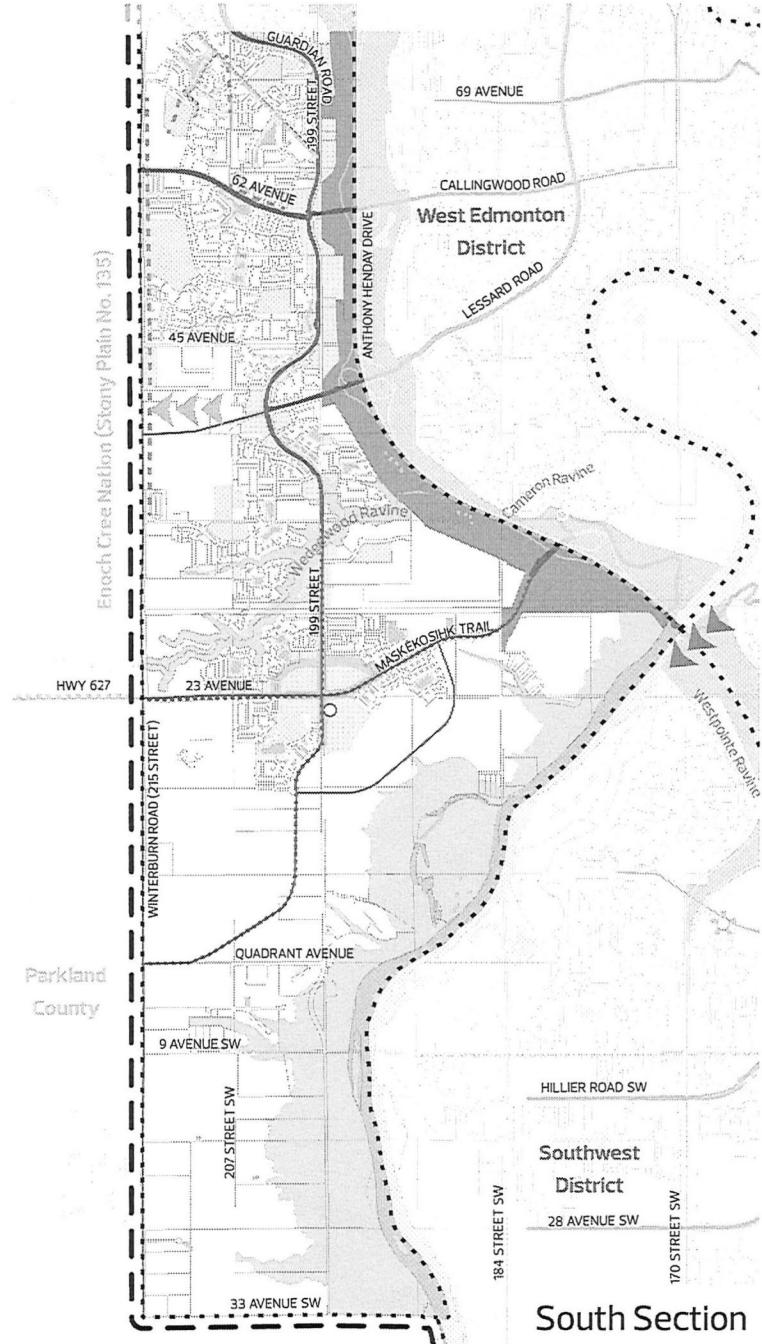 GUARDIAN ROAD
199 STREET
69 AVENUE
62 AVENUE
CALLINGWOOD ROAD
West Edmonton
District
ANTHONY HENDAY DRIVE
LESSARD ROAD
Enoch Cree Nation (Stony Plain No. 135)
45 AVENUE
Cameron Ravine
Wedgewood Ravine
199 STREET
MASKEKOSIHK TRAIL
HWY 627
23 AVENUE
Westpointe Ravine
WINTERBURN ROAD (215 STREET)
QUADRANT AVENUE
Parkland
County
9 AVENUE SW
HILLIER ROAD SW
207 STREET SW
Southwest
District
184 STREET SW
170 STREET SW
28 AVENUE SW
33 AVENUE SW
South Section